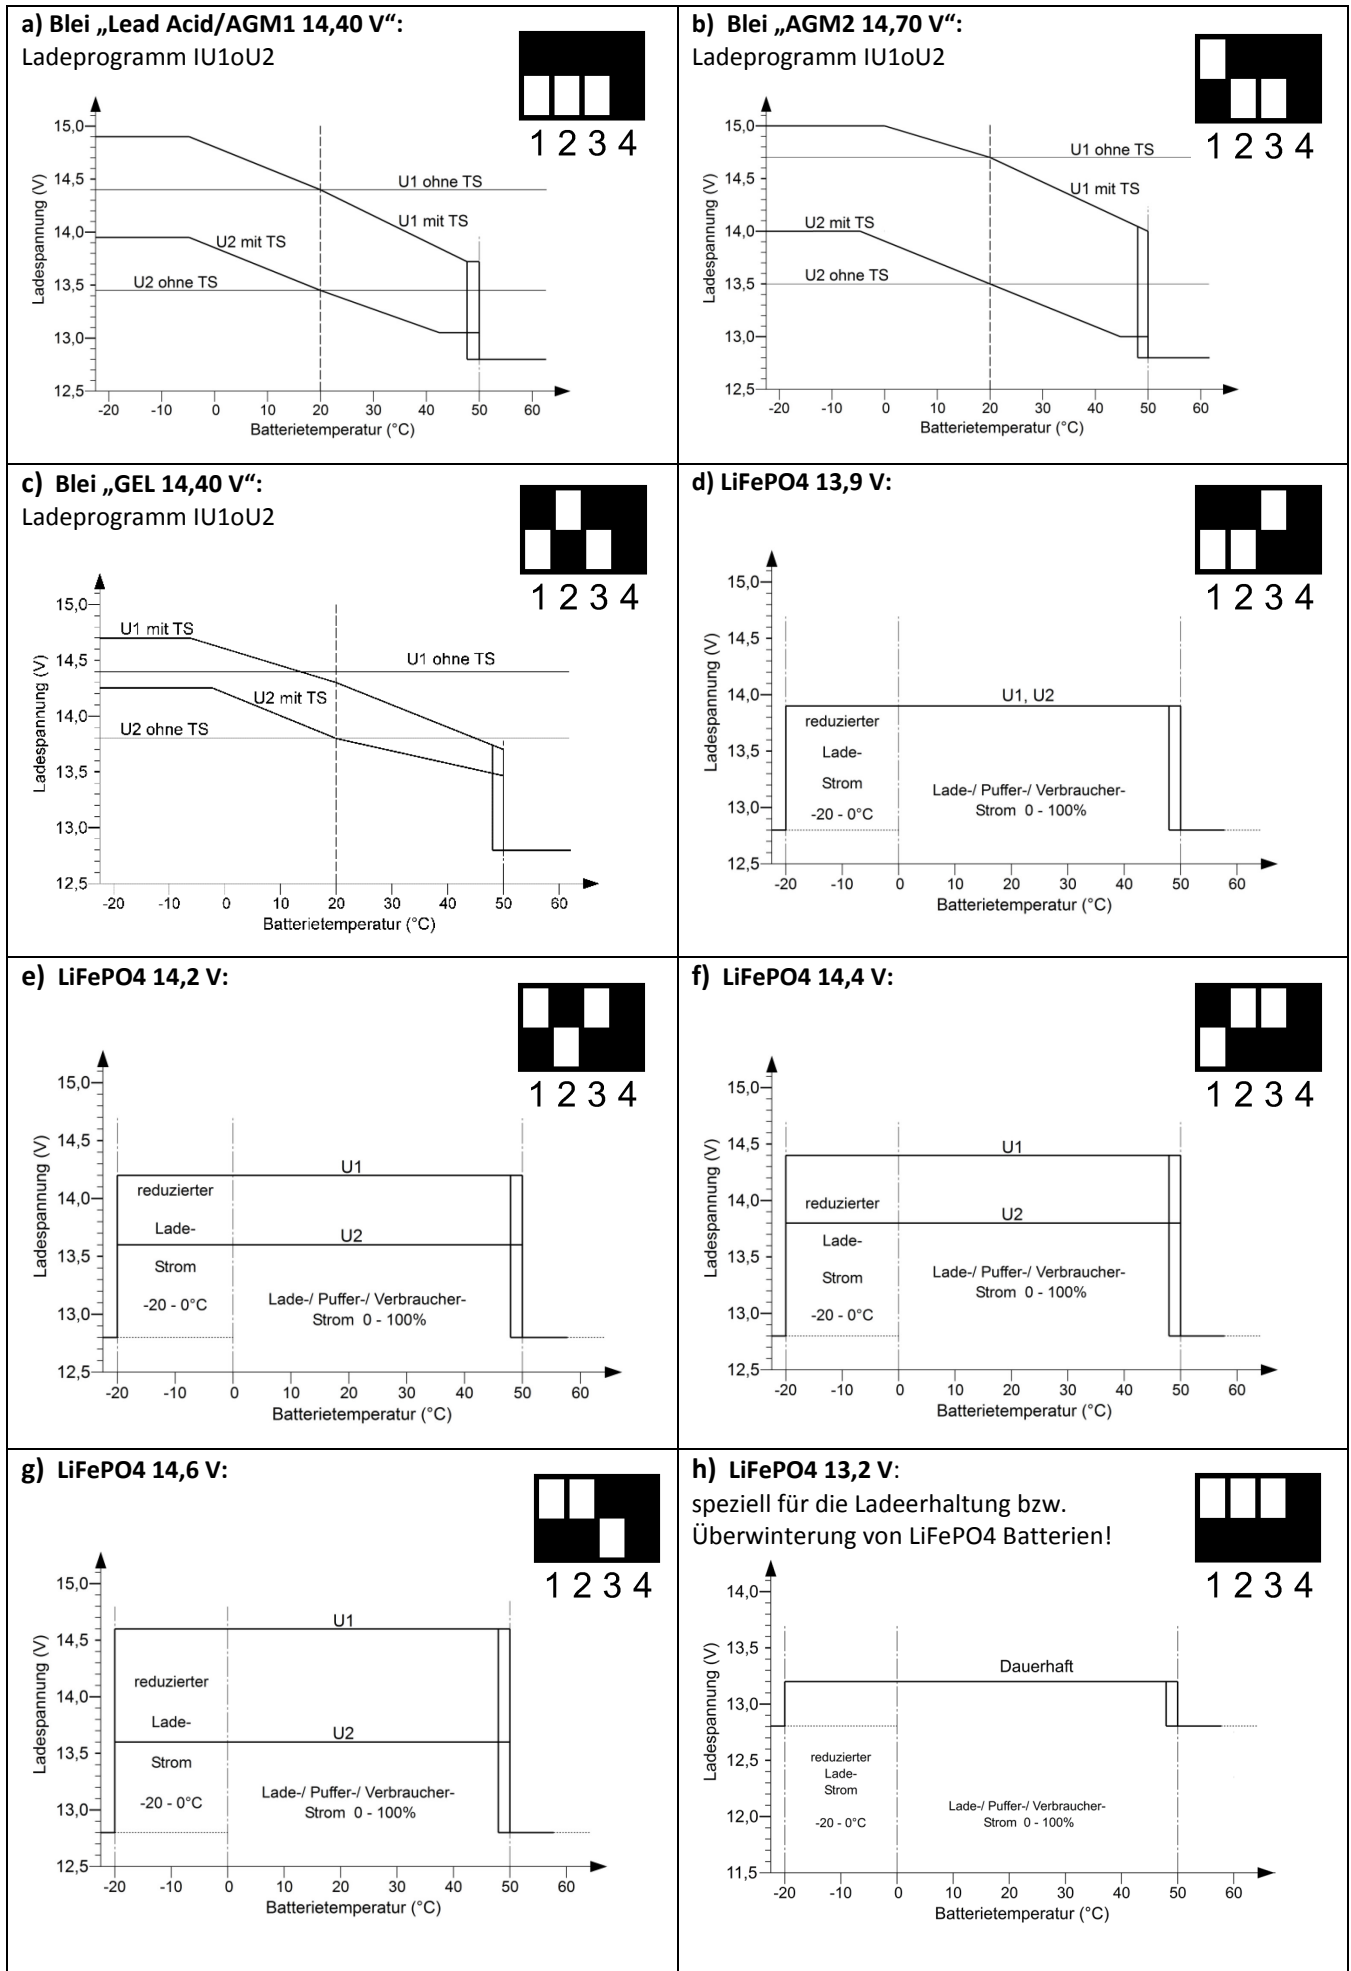 a) Blei „Lead Acid/AGM1 14,40 V“:
Ladeprogramm IU1oU2
1 2 3 4
15,0
14,5
14,0
13,5
13,0
12,5
Ladespannung (V)
U1 ohne TS
U1 mit TS
U2 mit TS
U2 ohne TS
-20 -10 0 10 20 30 40 50 60
Batterietemperatur (°C)
b) Blei „AGM2 14,70 V“:
Ladeprogramm IU1oU2
1 2 3 4
15,0
14,5
14,0
13,5
13,0
12,5
Ladespannung (V)
U1 ohne TS
U1 mit TS
U2 mit TS
U2 ohne TS
-20 -10 0 10 20 30 40 50 60
Batterietemperatur (°C)
c) Blei „GEL 14,40 V“:
Ladeprogramm IU1oU2
1 2 3 4
15,0
14,5
14,0
13,5
13,0
12,5
Ladespannung (V)
U1 mit TS
U1 ohne TS
U2 mit TS
U2 ohne TS
-20 -10 0 10 20 30 40 50 60
Batterietemperatur (°C)
d) LiFePO4 13,9 V:
1 2 3 4
15,0
14,5
14,0
13,5
13,0
12,5
Ladespannung (V)
U1, U2
reduzierter
Lade-
Strom
-20 - 0°C
Lade-/ Puffer-/ Verbraucher-
Strom 0 - 100%
-20 -10 0 10 20 30 40 50 60
Batterietemperatur (°C)
e) LiFePO4 14,2 V:
1 2 3 4
15,0
14,5
14,0
13,5
13,0
12,5
Ladespannung (V)
U1
reduzierter
Lade-
U2
Strom
-20 - 0°C
Lade-/ Puffer-/ Verbraucher-
Strom 0 - 100%
-20 -10 0 10 20 30 40 50 60
Batterietemperatur (°C)
f) LiFePO4 14,4 V:
1 2 3 4
15,0
14,5
14,0
13,5
13,0
12,5
Ladespannung (V)
U1
reduzierter
U2
Lade-
Strom
-20 - 0°C
Lade-/ Puffer-/ Verbraucher-
Strom 0 - 100%
-20 -10 0 10 20 30 40 50 60
Batterietemperatur (°C)
g) LiFePO4 14,6 V:
1 2 3 4
15,0
14,5
14,0
13,5
13,0
12,5
Ladespannung (V)
U1
reduzierter
Lade-
U2
Strom
-20 - 0°C
Lade-/ Puffer-/ Verbraucher-
Strom 0 - 100%
-20 -10 0 10 20 30 40 50 60
Batterietemperatur (°C)
h) LiFePO4 13,2 V:
speziell für die Ladeerhaltung bzw.
Überwinterung von LiFePO4 Batterien!
1 2 3 4
14,0
13,5
13,0
12,5
12,0
11,5
Ladespannung (V)
Dauerhaft
reduzierter
Lade-
Strom
-20 - 0°C
Lade-/ Puffer-/ Verbraucher-
Strom 0 - 100%
-20 -10 0 10 20 30 40 50 60
Batterietemperatur (°C)